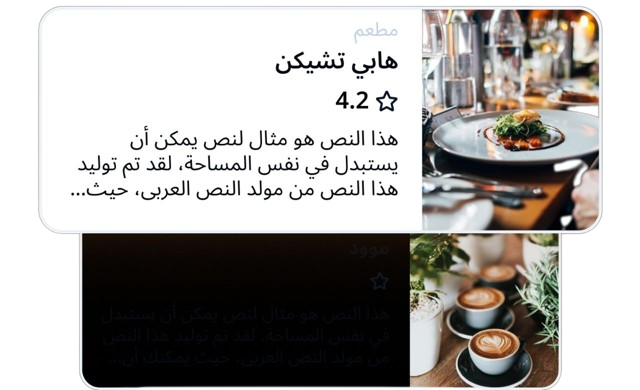 مطعم
هابي تشيكن
4.2
هذا النص هو مثال لنص يمكن أن
يستبدل في نفس المساحة، لقد تم توليد
هذا النص من مولد النص العربى، حيث...
موود
هذا النص هو مثال لنص يمكن أن يستبدل
في نفس المساحة، لقد تم توليد هذا النص
من مولد النص العربى، حيث يمكنك أن...